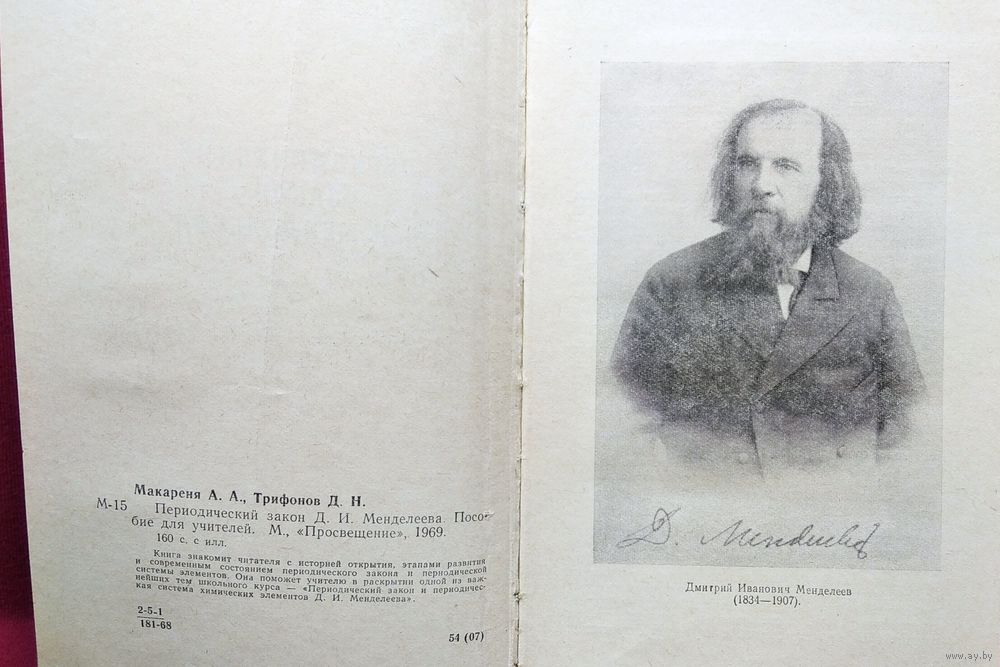 Макареня А. А., Трифонов Д. Н.
М-15 Периодический закон Д. И. Менделеева. Посо-
бие для учителей. М., «Просвещение», 1969.
160 с. с илл.
Книга знакомит читателя с историей открытия, этапами развития
и современным состоянием периодического закона и периодической
системы элементов. Она поможет учителю в раскрытии одной из важ-
нейших тем школьного курса — «Периодический закон и периодичес-
кая система химических элементов Д. И. Менделеева».
2-5-1
181-68
54 (07)
Д. Менделеев
Дмитрий Иванович Менделеев
(1834—1907).
www.ay.by